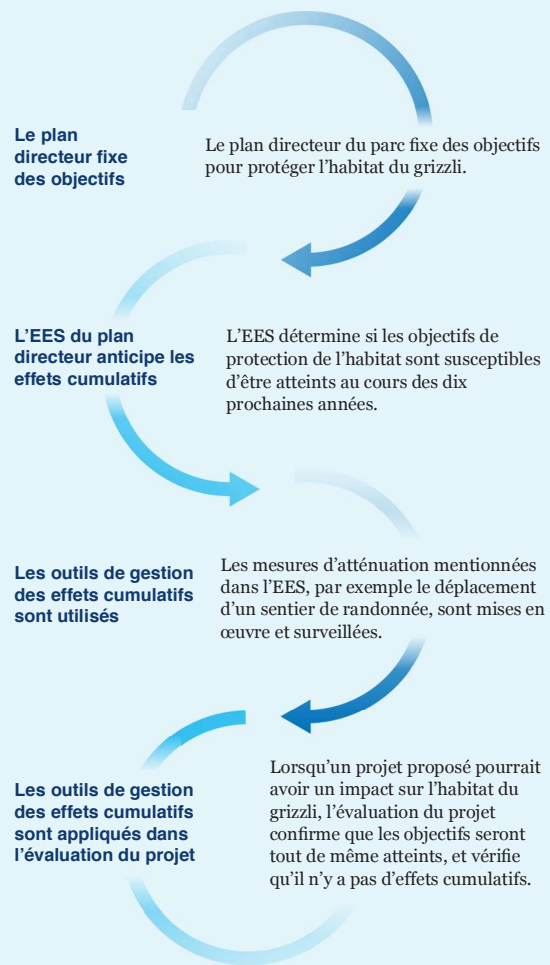 Le plan
directeur fixe
des objectifs
Le plan directeur du parc fixe des objectifs
pour protéger l’habitat du grizzli.
L’EES du plan
directeur anticipe les
effets cumulatifs
L’EES détermine si les objectifs de
protection de l’habitat sont susceptibles
d’être atteints au cours des dix
prochaines années.
Les outils de gestion
des effets cumulatifs
sont utilisés
Les mesures d’atténuation mentionnées
dans l’EES, par exemple le déplacement
d’un sentier de randonnée, sont mises en
œuvre et surveillées.
Les outils de gestion
des effets cumulatifs
sont appliqués dans
l’évaluation du projet
Lorsqu’un projet proposé pourrait
avoir un impact sur l’habitat du
grizzli, l’évaluation du projet
confirme que les objectifs seront
tout de même atteints, et vérifie
qu’il n’y a pas d’effets cumulatifs.